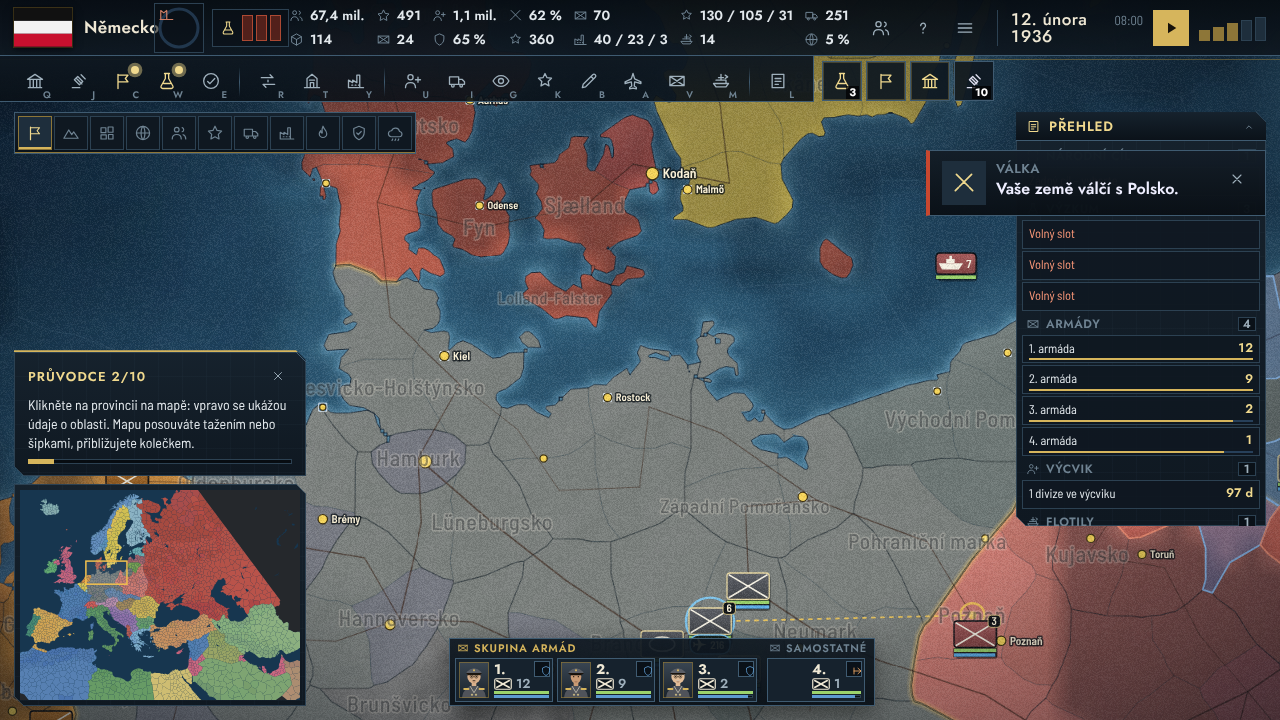 Německo
67,4 mil.
491
1,1 mil.
62 %
70
130 / 105 / 31
251
114
24
65 %
360
40 / 23 / 3
14
5 %
?
12. února
1936
08:00
Q
J
C
W
E
R
T
Y
U
I
G
S
B
A
V
M
L
3
10
PŘEHLED
VÁLKA
Vaše země válčí s Polsko.
Volný slot
Volný slot
Volný slot
ARMÁDY
4
1. armáda
12
2. armáda
9
3. armáda
2
4. armáda
1
VÝCVIK
1
1 divize ve výcviku
97 d
FLOTILY
1
Kodaň
Malmö
Odense
Sjælland
Fyn
Lolland-Falster
7
Kiel
Rostock
Hamburk
Západní Pomořansko
Pohraniční marka
Kujavsko
Toruň
Lüneburgsko
Brémy
Hannoversko
Neumark
Poznaň
3
Poznaň
6
Brunšvicko
PRŮVODCE 2/10
Klikněte na provincii na mapě: vpravo se ukážou
údaje o oblasti. Mapu posouváte tažením nebo
šipkami, přibližujete kolečkem.
SKUPINA ARMÁD
SAMOSTATNÉ
1.
12
2.
9
3.
2
4.
1